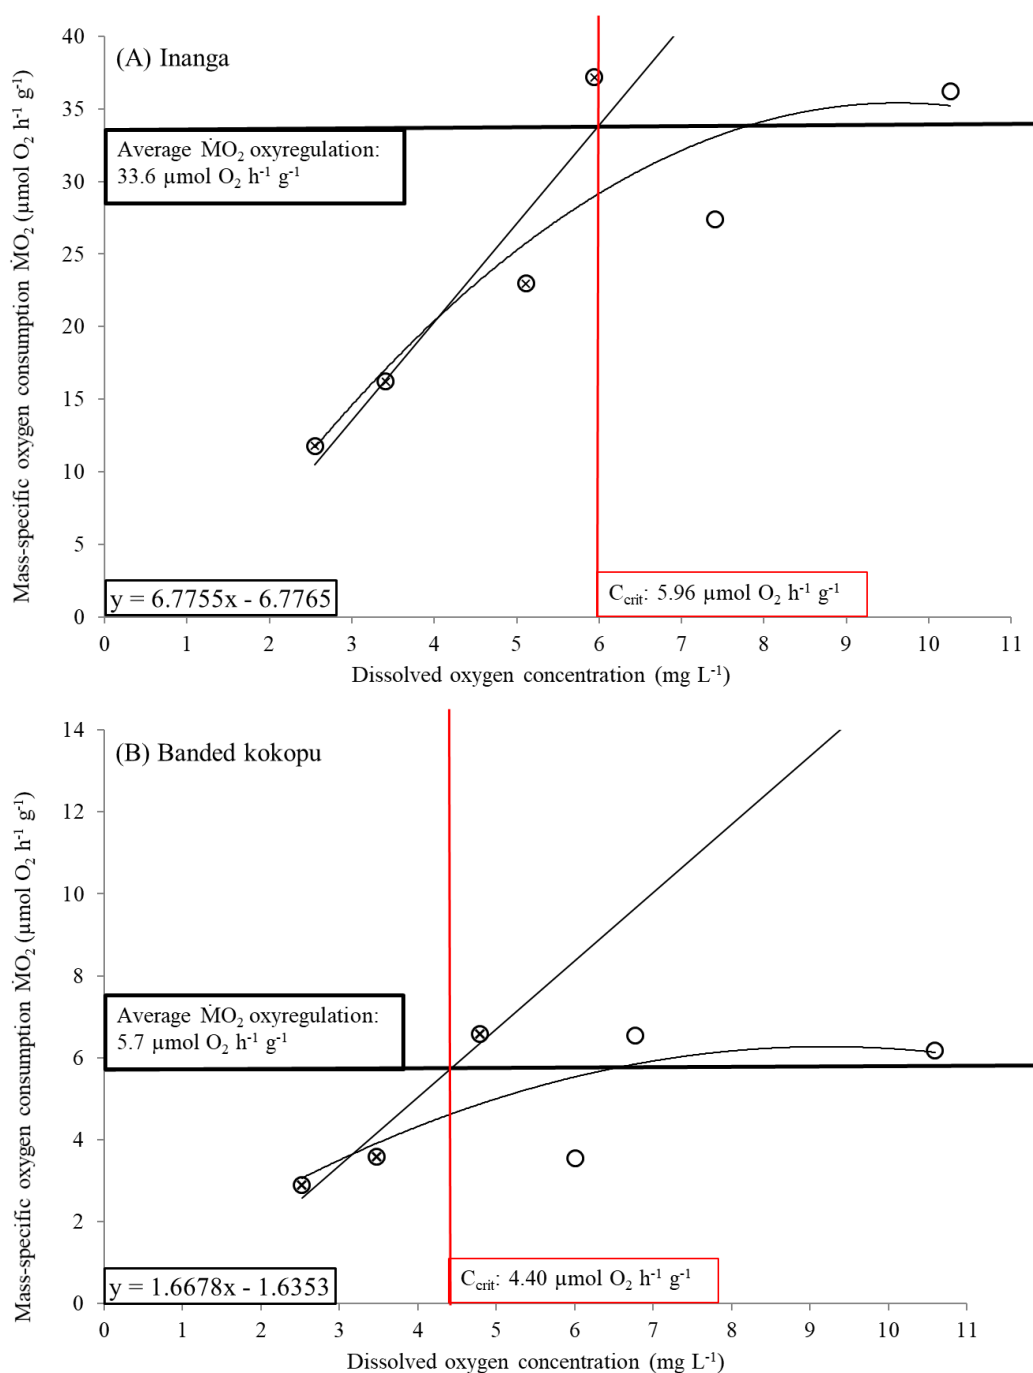 (A) Inanga
Mass-specific oxygen consumption ṀO₂ (µmol O₂ h⁻¹ g⁻¹)
40
35
30
25
20
15
10
5
0
Average ṀO₂ oxyregulation:
33.6 µmol O₂ h⁻¹ g⁻¹
y = 6.7755x - 6.7765
C_crit: 5.96 µmol O₂ h⁻¹ g⁻¹
0 1 2 3 4 5 6 7 8 9 10 11
Dissolved oxygen concentration (mg L⁻¹)
(B) Banded kokopu
Mass-specific oxygen consumption ṀO₂ (µmol O₂ h⁻¹ g⁻¹)
14
12
10
8
6
4
2
0
Average ṀO₂ oxyregulation:
5.7 µmol O₂ h⁻¹ g⁻¹
y = 1.6678x - 1.6353
C_crit: 4.40 µmol O₂ h⁻¹ g⁻¹
0 1 2 3 4 5 6 7 8 9 10 11
Dissolved oxygen concentration (mg L⁻¹)